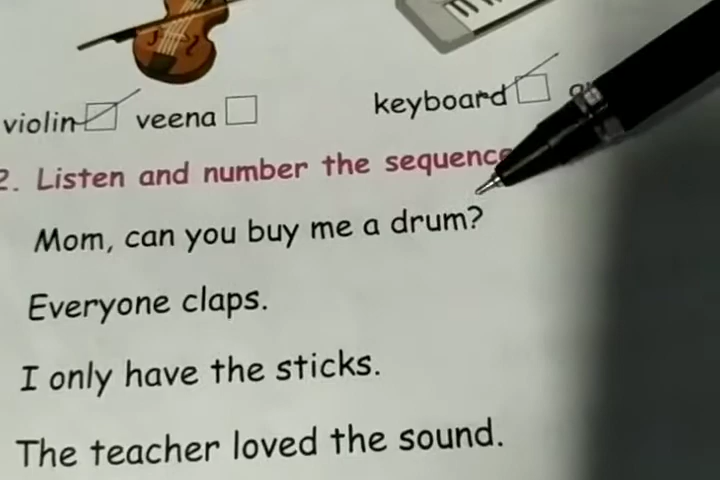 violin veena keyboard
2. Listen and number the sequence
Mom, can you buy me a drum?
Everyone claps.
I only have the sticks.
The teacher loved the sound.